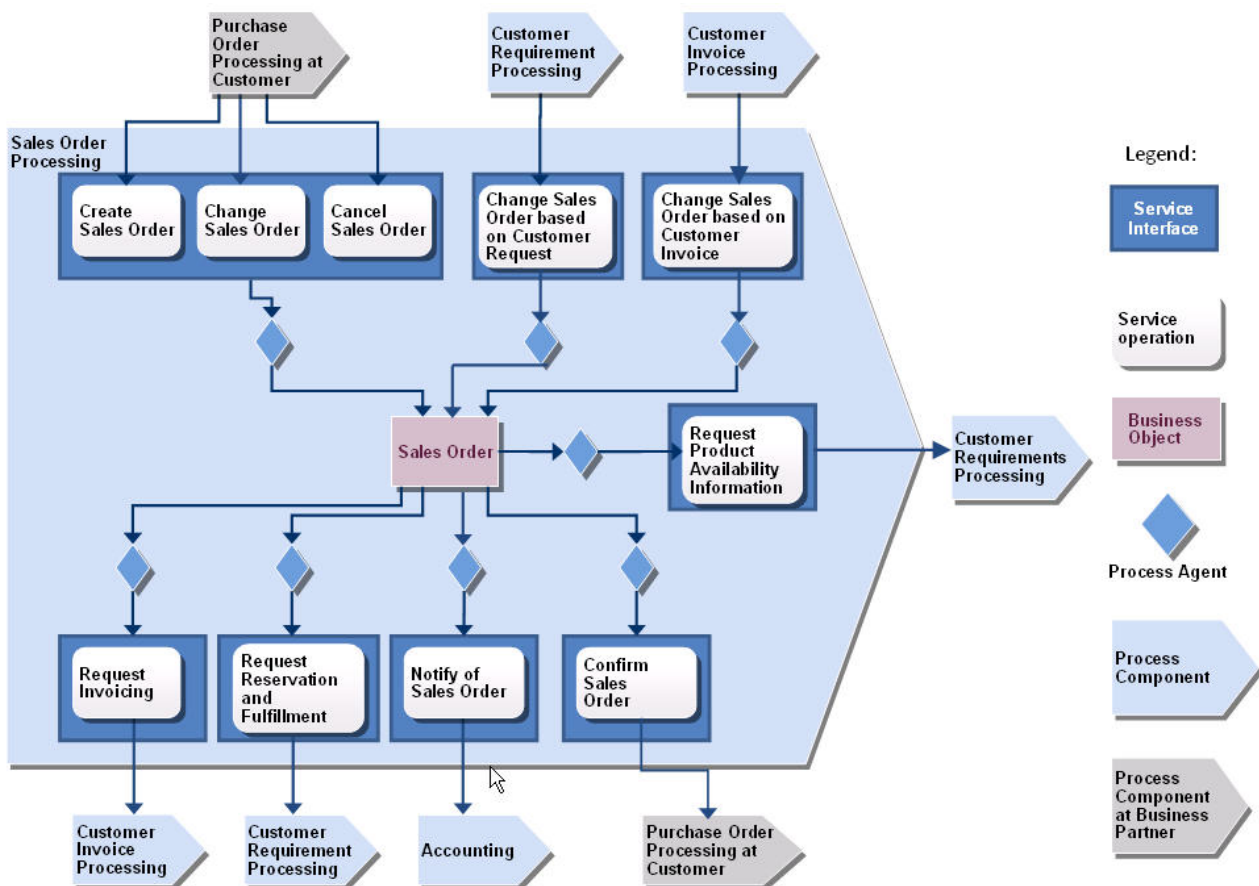 Purchase
Order
Processing at
Customer
Customer
Requirement
Processing
Customer
Invoice
Processing
Sales Order
Processing
Create
Sales Order
Change
Sales Order
Cancel
Sales Order
Change Sales
Order based
on Customer
Request
Change Sales
Order based on
Customer
Invoice
Sales Order
Request
Product
Availability
Information
Customer
Requirements
Processing
Request
Invoicing
Request
Reservation
and
Fulfillment
Notify of
Sales Order
Confirm
Sales
Order
Customer
Invoice
Processing
Customer
Requirement
Processing
Accounting
Purchase Order
Processing at
Customer
Legend:
Service
Interface
Service
operation
Business
Object
Process Agent
Process
Component
Process
Component
at Business
Partner